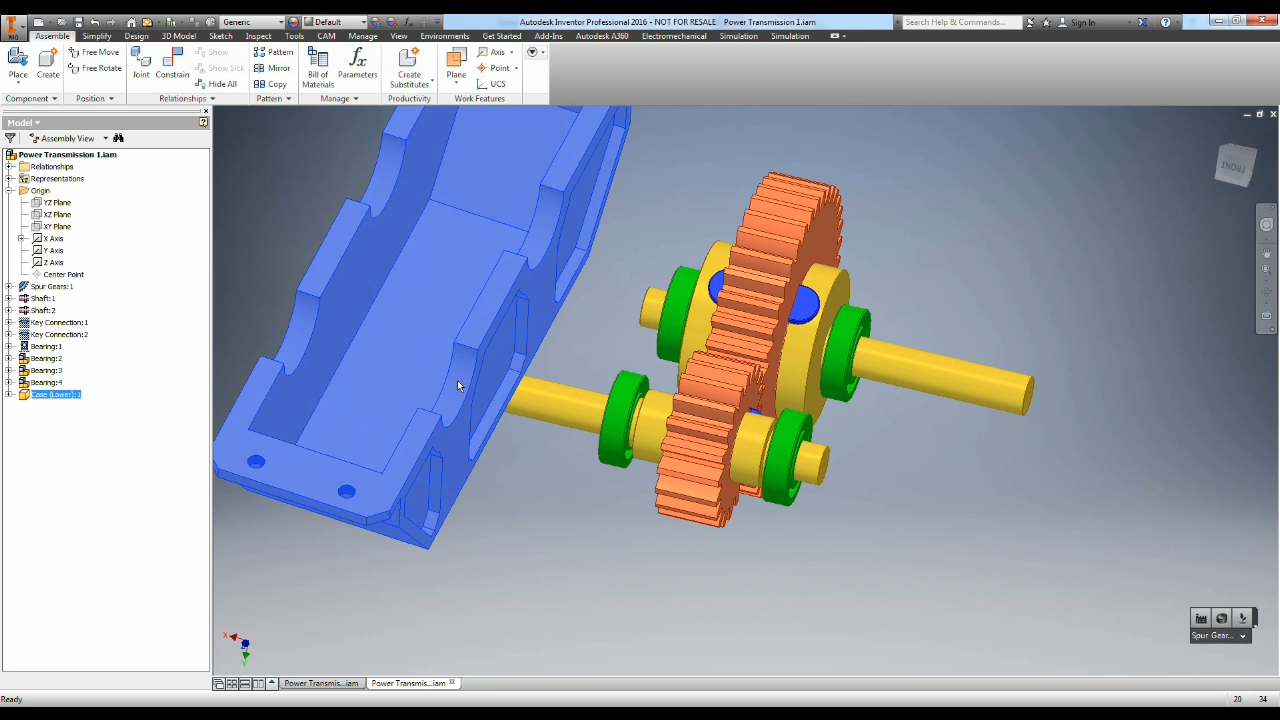 Generic
Default
Autodesk Inventor Professional 2016 - NOT FOR RESALE Power Transmission 1.iam
Search Help & Commands...
Sign In
PRO
Assemble Simplify Design 3D Model Sketch Inspect Tools CAM Manage View Environments Get Started Add-Ins Autodesk A360 Electromechanical Simulation Simulation
Place
Create
Free Move
Free Rotate
Joint
Constrain
Show
Show Sick
Hide All
Pattern
Mirror
Copy
Bill of
Materials
Parameters
Create
Substitutes
Plane
Axis
Point
UCS
Component Position Relationships Pattern Manage Productivity Work Features
Model
Assembly View
Power Transmission 1.iam
Relationships
Representations
Origin
YZ Plane
XZ Plane
XY Plane
X Axis
Y Axis
Z Axis
Center Point
Spur Gears:1
Shaft:1
Shaft:2
Key Connection:1
Key Connection:2
Bearing:1
Bearing:2
Bearing:3
Bearing:4
Case (Lower):1
FRONT
X
Y
Spur Gear...
Power Transmis...iam
Power Transmis...iam
Ready
20 34